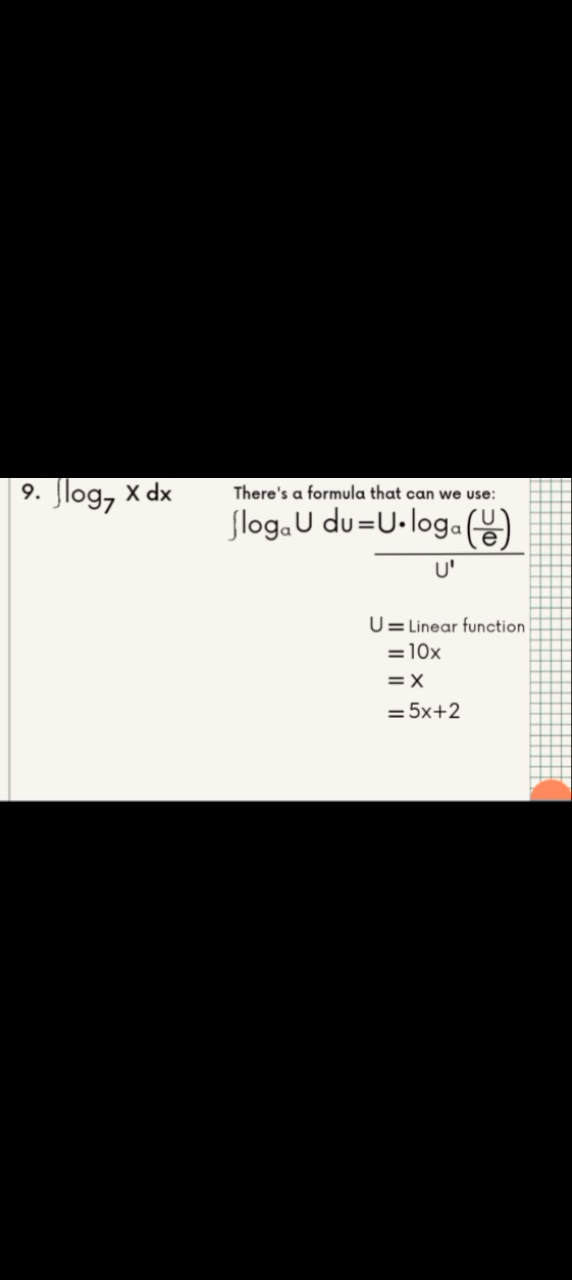 9. ∫log₇ X dx
There's a formula that can we use:
∫logₐU du=U•logₐ(U/e)
U'
U = Linear function
= 10x
= x
= 5x+2